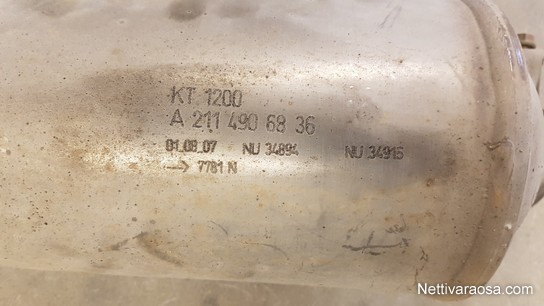 KT 1200
A 211 490 68 36
01.08.07 NU 34894 NU 34915
--> 7781 N
Nettivaraosa.com